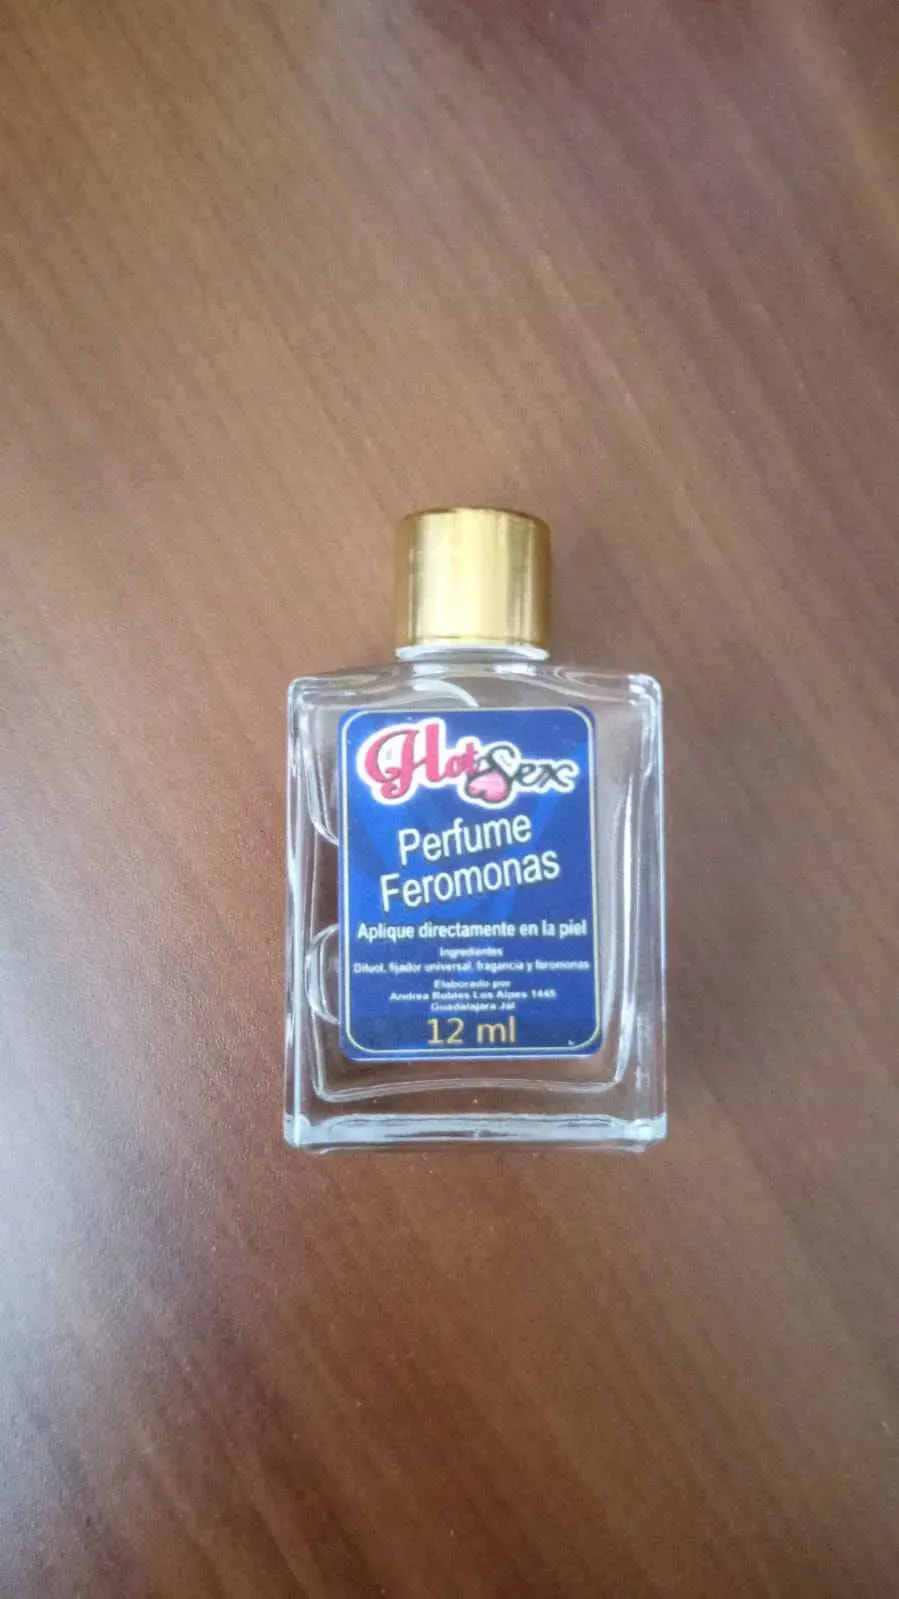 Hot Sex
Perfume
Feromonas
Aplique directamente en la piel
Ingredientes
Diluol, fijador universal, fragancia y feromonas
Elaborado por
Andrea Robles Los Alpes 1445
Guadalajara Jal
12 ml